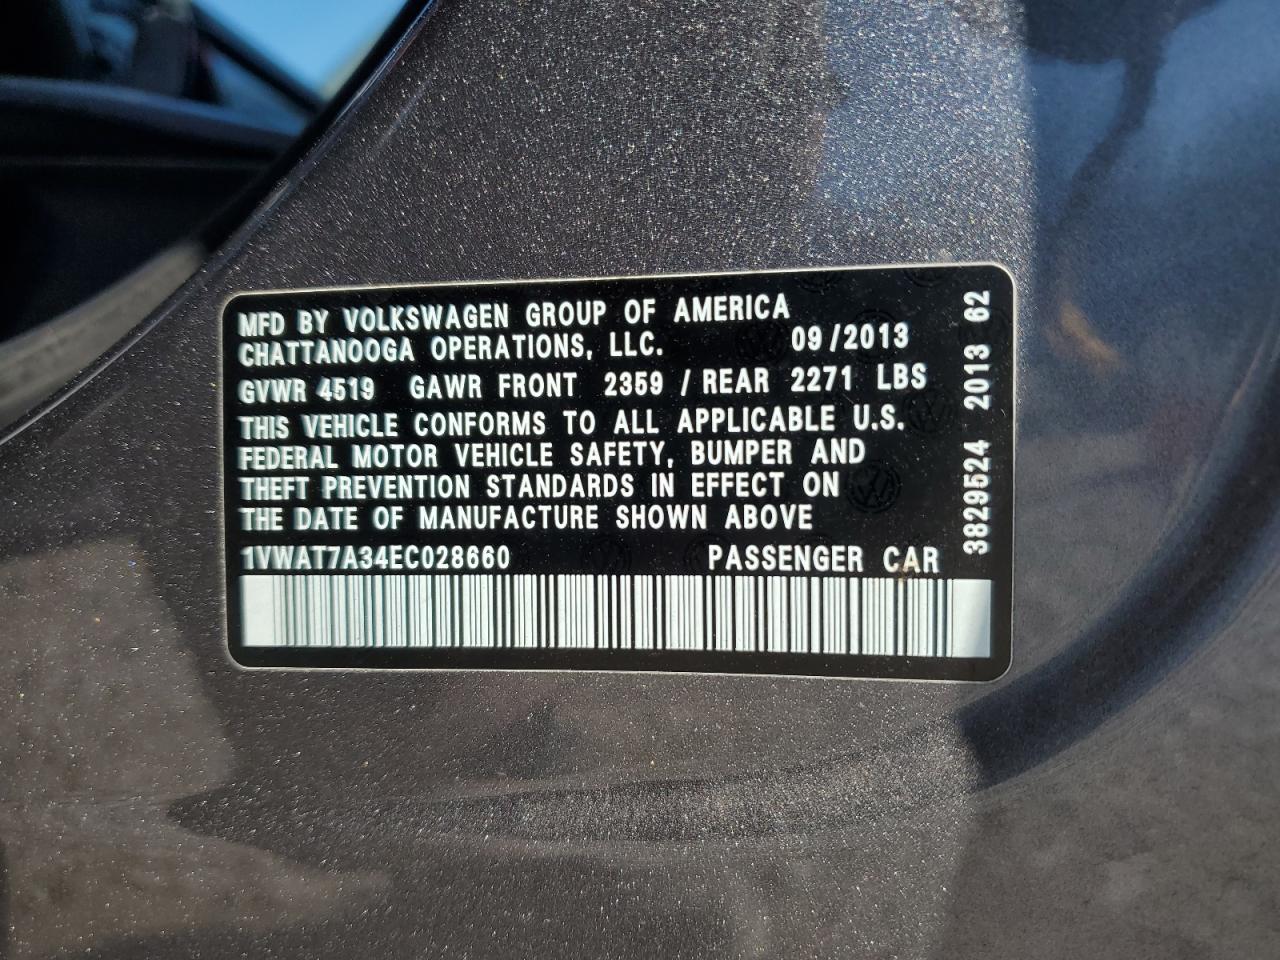 MFD BY VOLKSWAGEN GROUP OF AMERICA
CHATTANOOGA OPERATIONS, LLC. 09/2013
GVWR 4519 GAWR FRONT 2359 / REAR 2271 LBS
THIS VEHICLE CONFORMS TO ALL APPLICABLE U.S.
FEDERAL MOTOR VEHICLE SAFETY, BUMPER AND
THEFT PREVENTION STANDARDS IN EFFECT ON
THE DATE OF MANUFACTURE SHOWN ABOVE
1VWAT7A34EC028660 PASSENGER CAR
3829524 2013 62